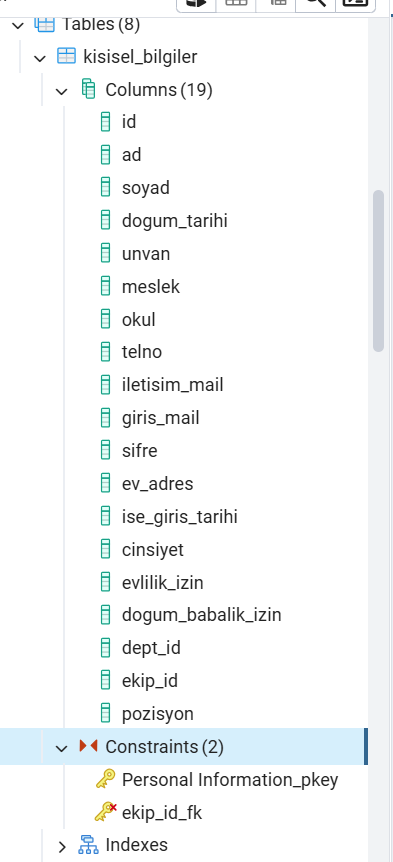 Tables (8)
kisisel_bilgiler
Columns (19)
id
ad
soyad
dogum_tarihi
unvan
meslek
okul
telno
iletisim_mail
giris_mail
sifre
ev_adres
ise_giris_tarihi
cinsiyet
evlilik_izin
dogum_babalik_izin
dept_id
ekip_id
pozisyon
Constraints (2)
Personal Information_pkey
ekip_id_fk
Indexes